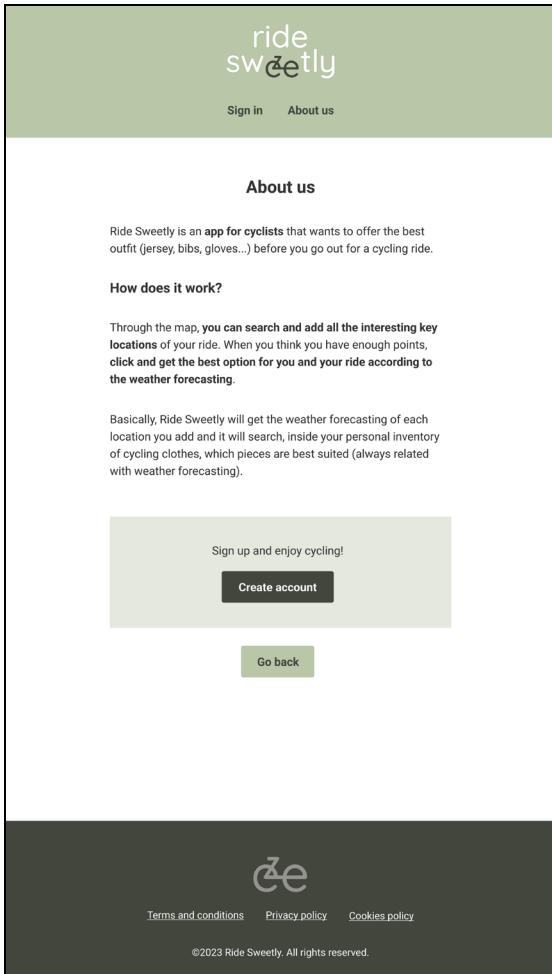 ride
sweetly
Sign in About us
About us
Ride Sweetly is an app for cyclists that wants to offer the best
outfit (jersey, bibs, gloves...) before you go out for a cycling ride.
How does it work?
Through the map, you can search and add all the interesting key
locations of your ride. When you think you have enough points,
click and get the best option for you and your ride according to
the weather forecasting.
Basically, Ride Sweetly will get the weather forecasting of each
location you add and it will search, inside your personal inventory
of cycling clothes, which pieces are best suited (always related
with weather forecasting).
Sign up and enjoy cycling!
Create account
Go back
ee
Terms and conditions Privacy policy Cookies policy
©2023 Ride Sweetly. All rights reserved.